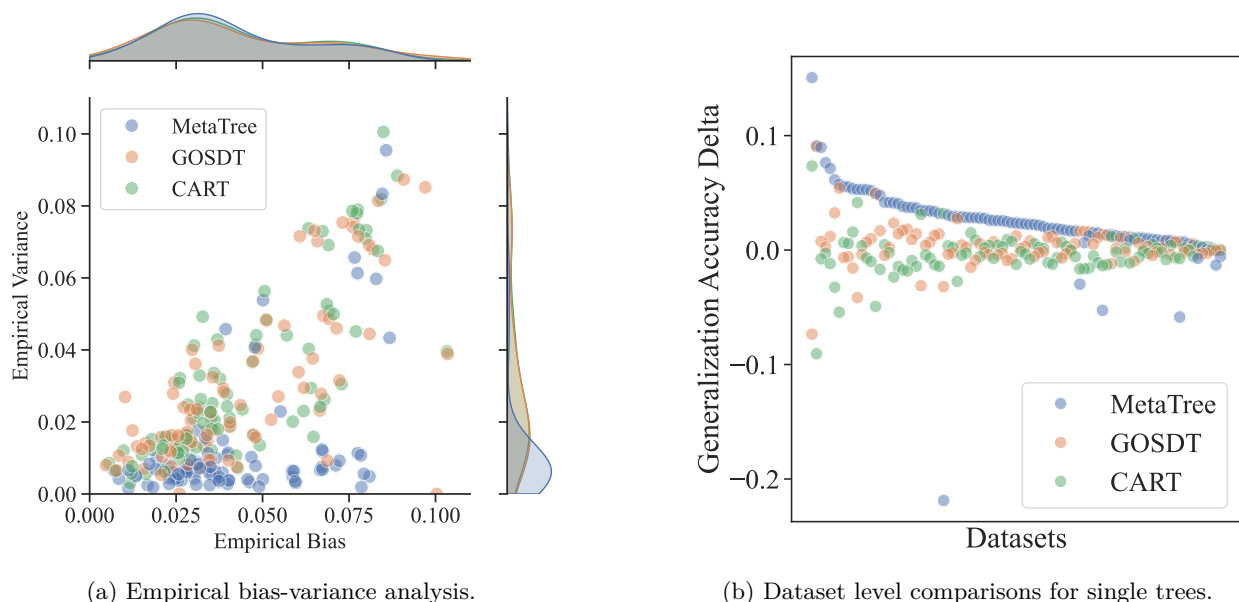 0.10
0.08
0.06
0.04
0.02
0.00
Empirical Variance
MetaTree
GOSDT
CART
0.000
0.025
0.050
0.075
0.100
Empirical Bias
(a) Empirical bias-variance analysis.
0.1
0.0
−0.1
−0.2
Generalization Accuracy Delta
MetaTree
GOSDT
CART
Datasets
(b) Dataset level comparisons for single trees.